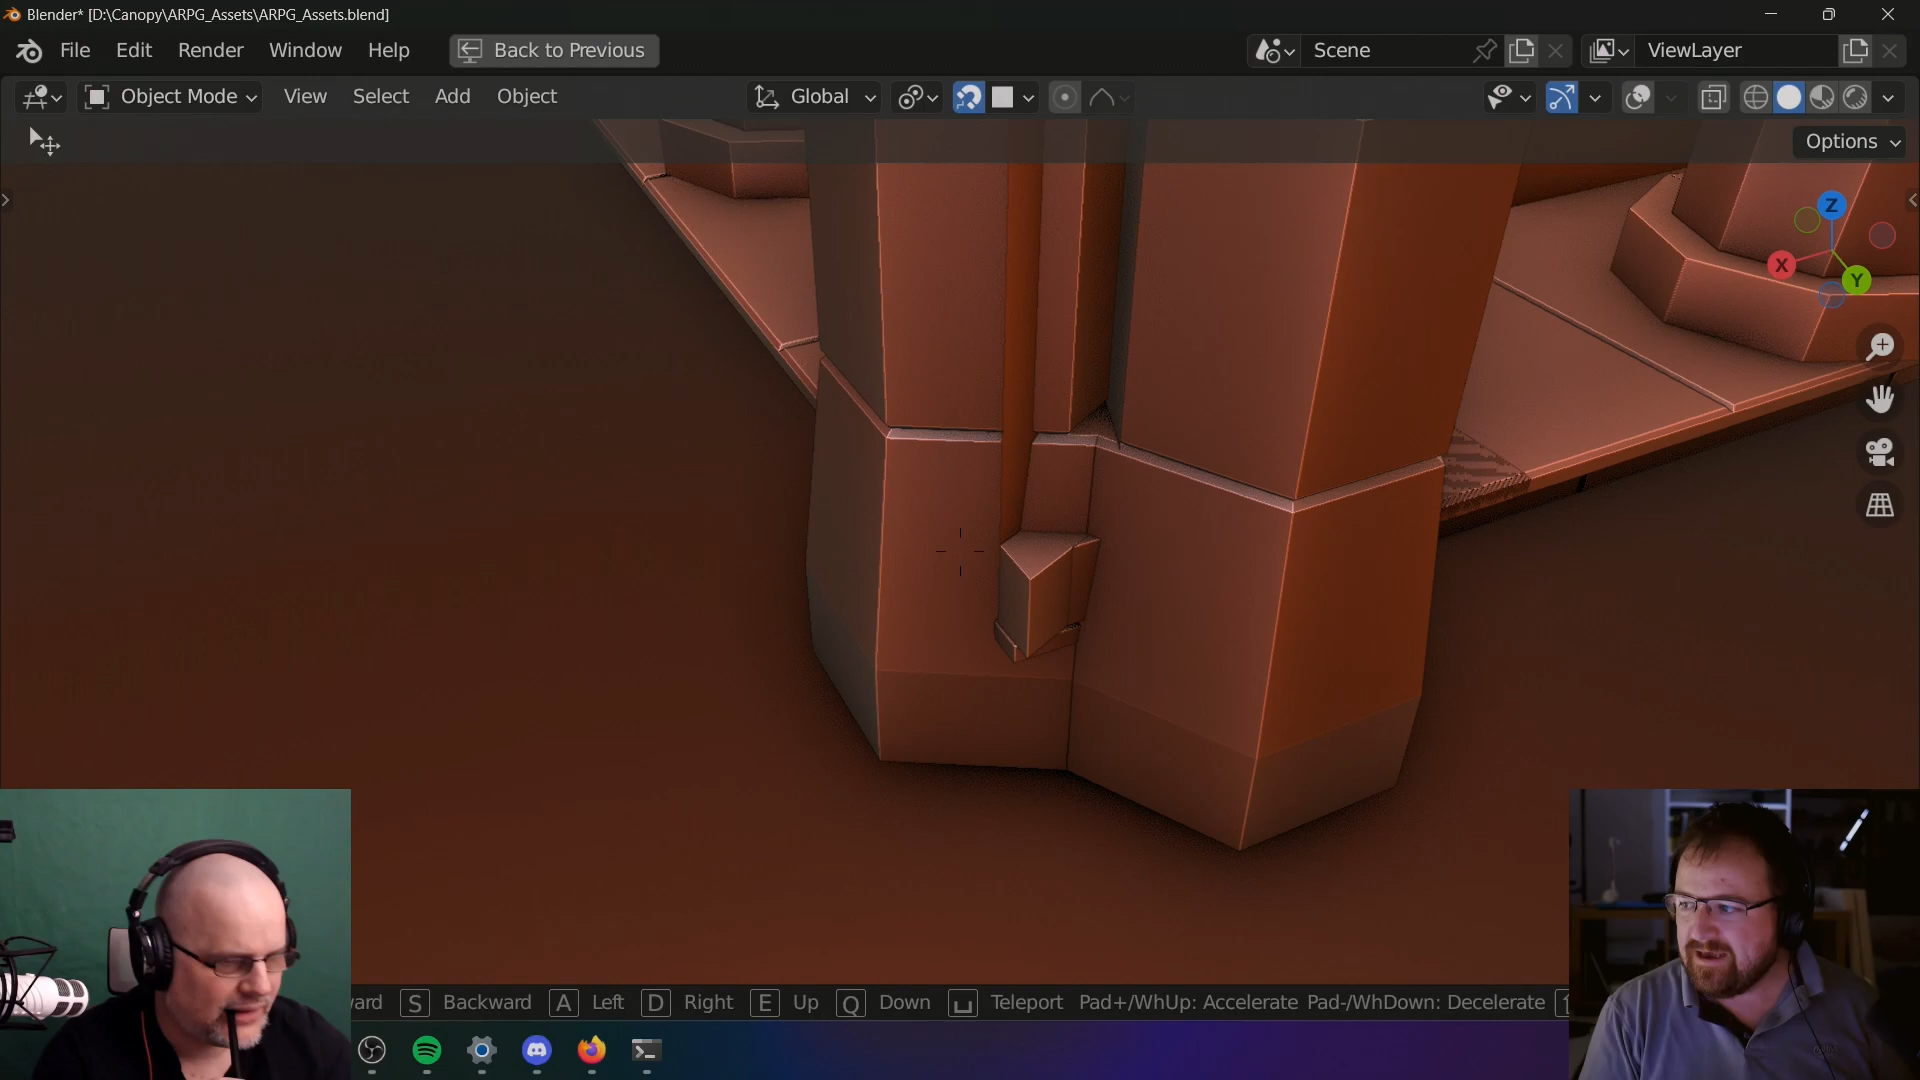 Blender* [D:\Canopy\ARPG_Assets\ARPG_Assets.blend]
File Edit Render Window Help Back to Previous Scene ViewLayer
Object Mode View Select Add Object Global
Options
Z
X
Y
ard S Backward A Left D Right E Up Q Down Teleport Pad+/WhUp: Accelerate Pad-/WhDown: Decelerate